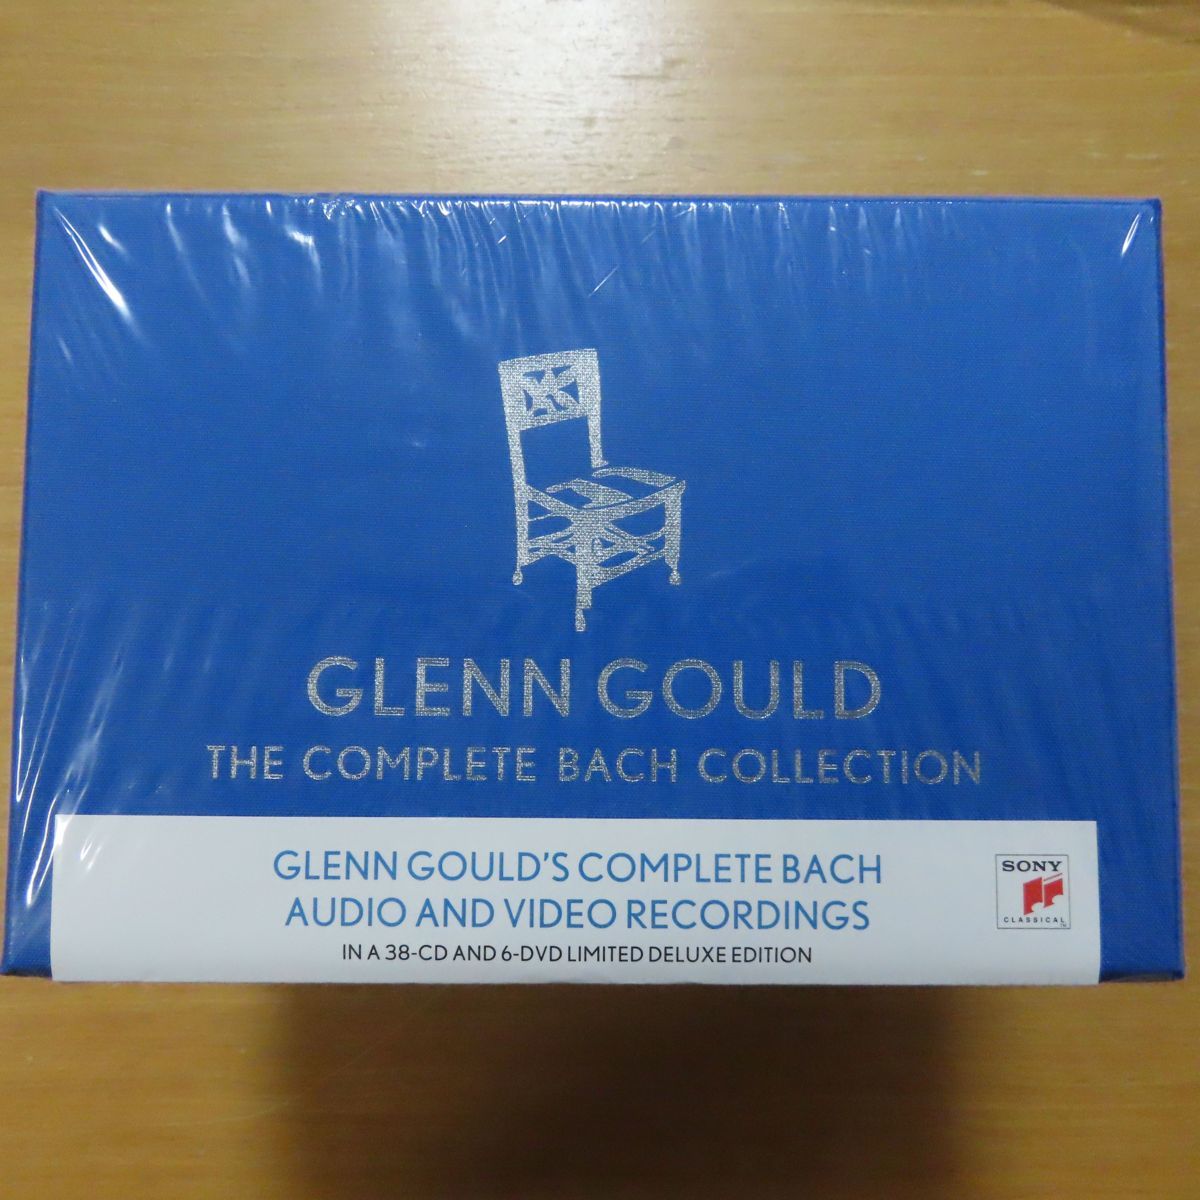 GLENN GOULD
THE COMPLETE BACH COLLECTION
GLENN GOULD'S COMPLETE BACH
AUDIO AND VIDEO RECORDINGS
IN A 38-CD AND 6-DVD LIMITED DELUXE EDITION
SONY
CLASSICAL